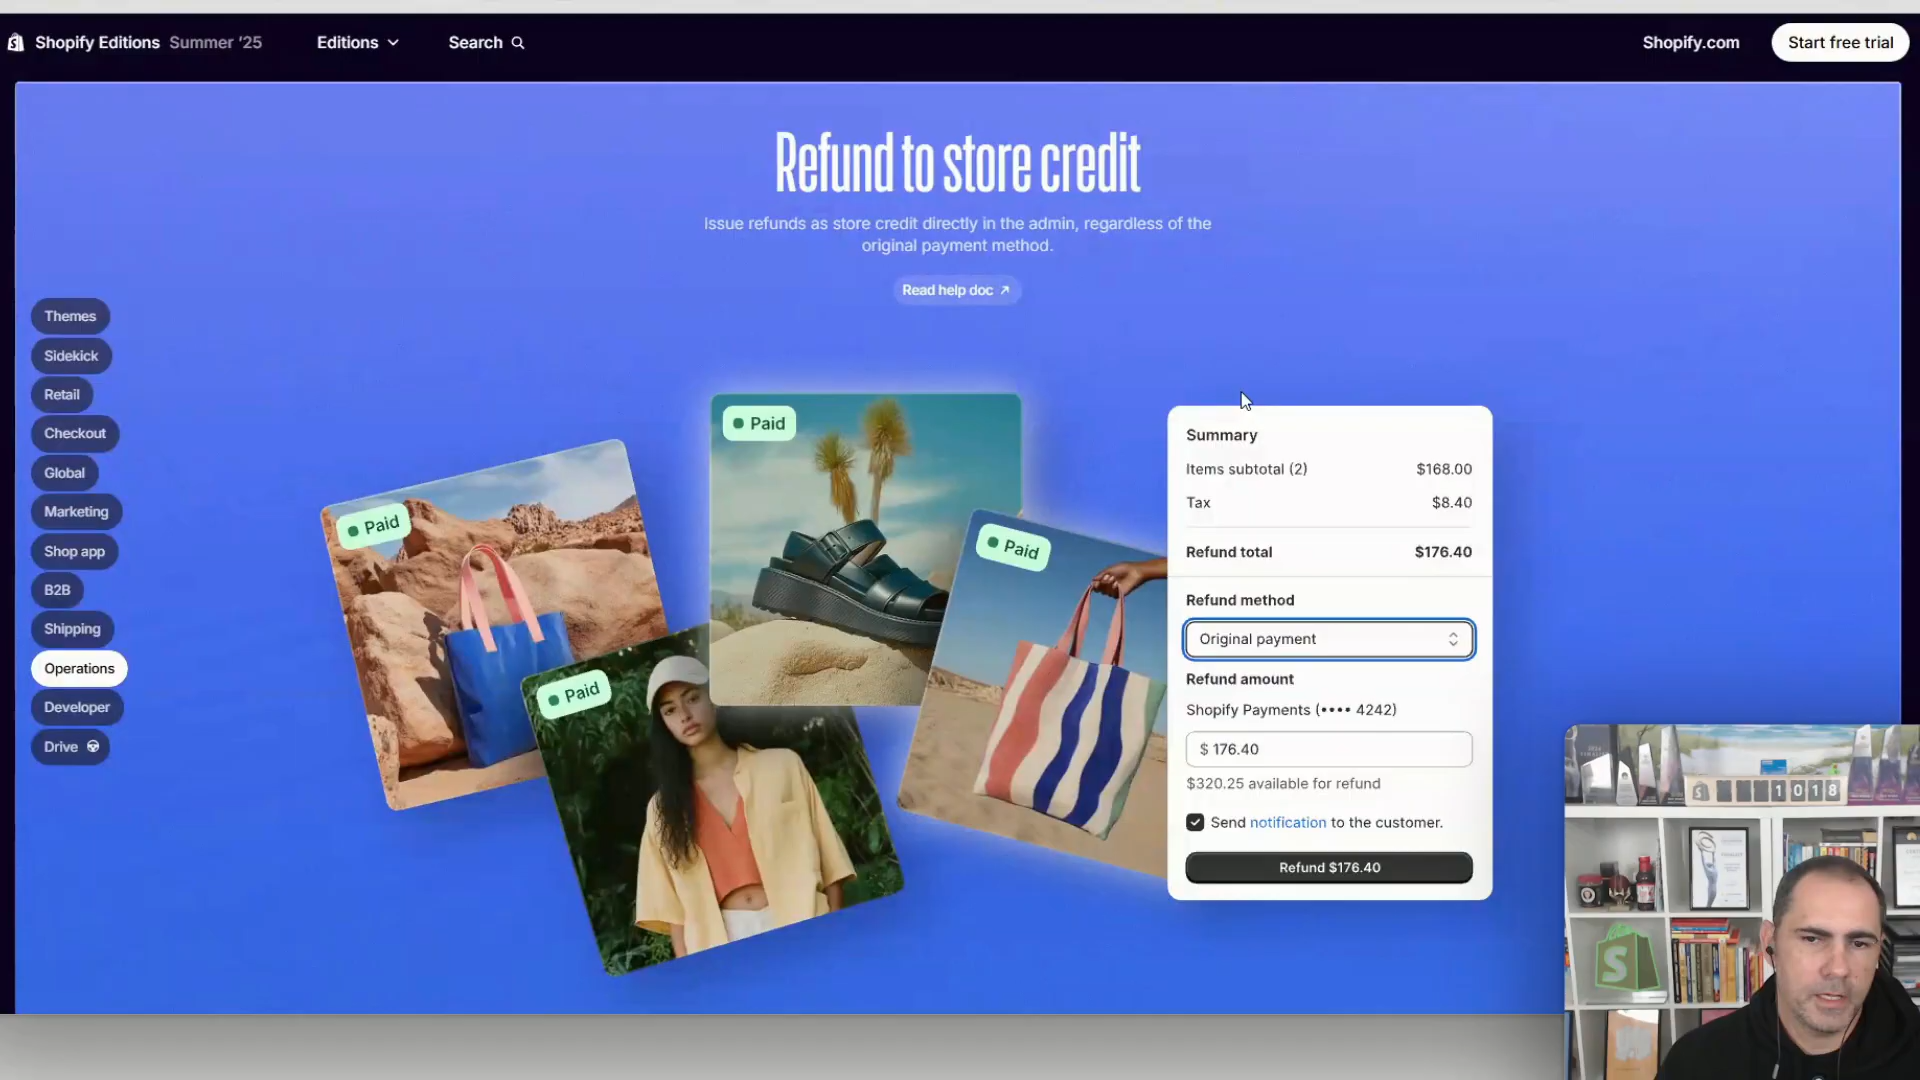 Shopify Editions Summer '25
Editions
Search
Shopify.com
Start free trial
Refund to store credit
Issue refunds as store credit directly in the admin, regardless of the
original payment method.
Read help doc
Themes
Sidekick
Retail
Checkout
Global
Marketing
Shop app
B2B
Shipping
Operations
Developer
Drive
Paid
Paid
Paid
Paid
Summary
Items subtotal (2) $168.00
Tax $8.40
Refund total $176.40
Refund method
Original payment
Refund amount
Shopify Payments (•••• 4242)
$ 176.40
$320.25 available for refund
Send notification to the customer.
Refund $176.40
1018
S